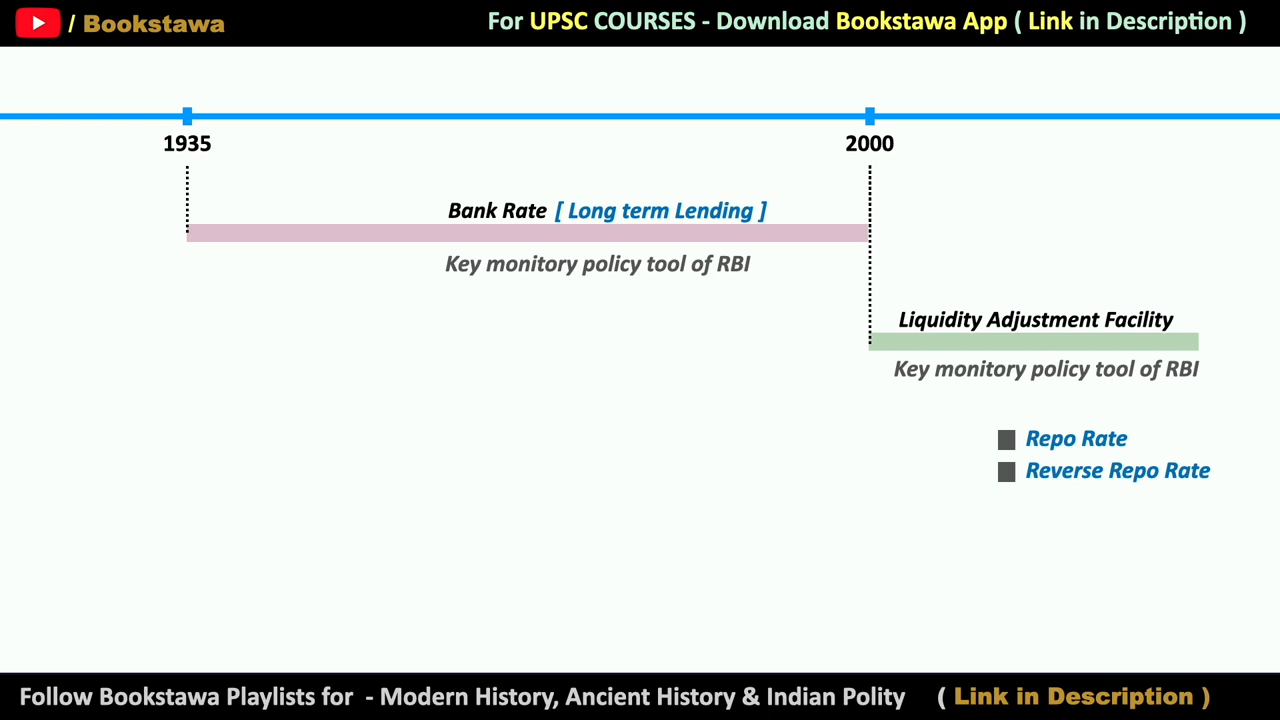 / Bookstawa
For UPSC COURSES - Download Bookstawa App ( Link in Description )
1935
2000
Bank Rate [ Long term Lending ]
Key monitory policy tool of RBI
Liquidity Adjustment Facility
Key monitory policy tool of RBI
Repo Rate
Reverse Repo Rate
Follow Bookstawa Playlists for - Modern History, Ancient History & Indian Polity ( Link in Description )